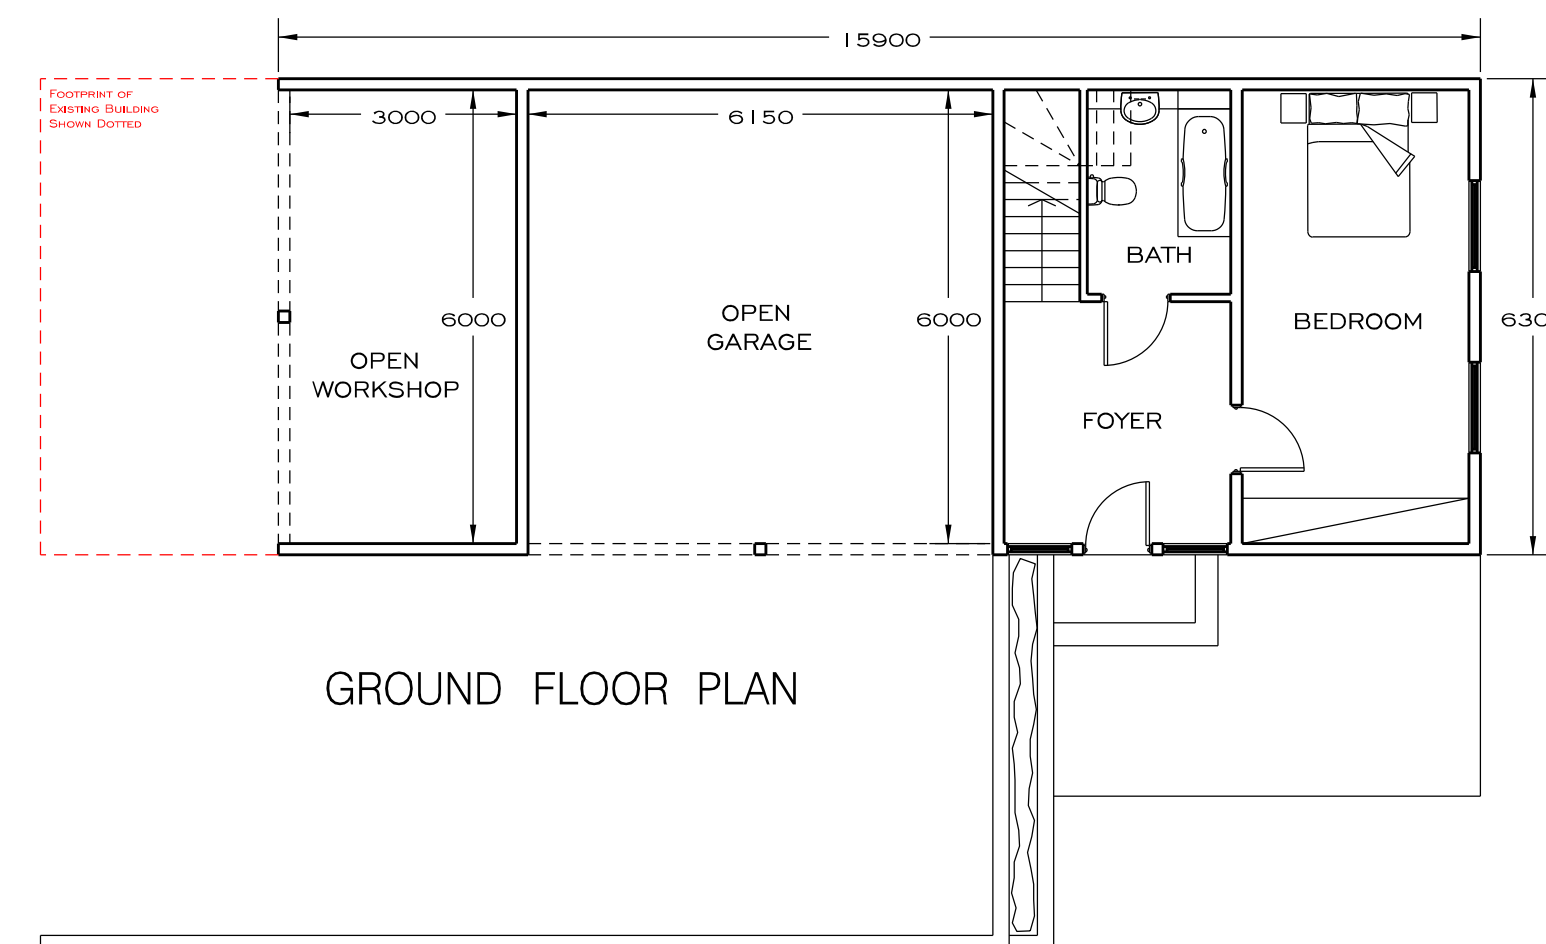 15900
FOOTPRINT OF
EXISTING BUILDING
SHOWN DOTTED
3000
6150
BATH
6000
OPEN
GARAGE
6000
BEDROOM
630
OPEN
WORKSHOP
FOYER
GROUND FLOOR PLAN